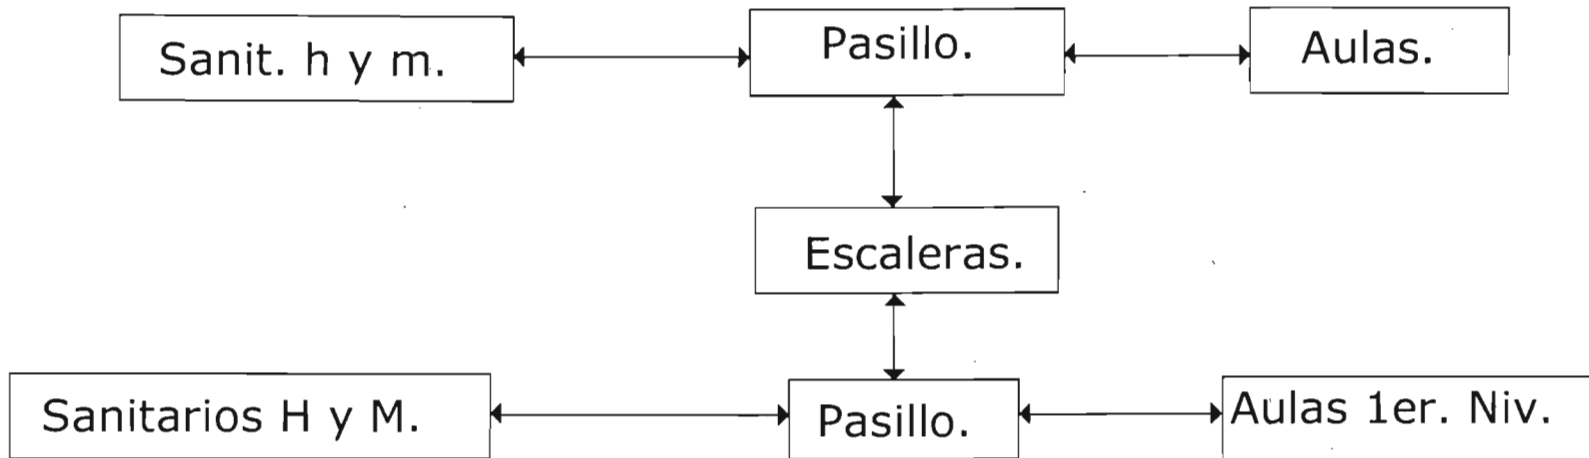 Sanit. h y m.
Pasillo.
Aulas.
Escaleras.
Sanitarios H y M.
Pasillo.
Aulas 1er. Niv.